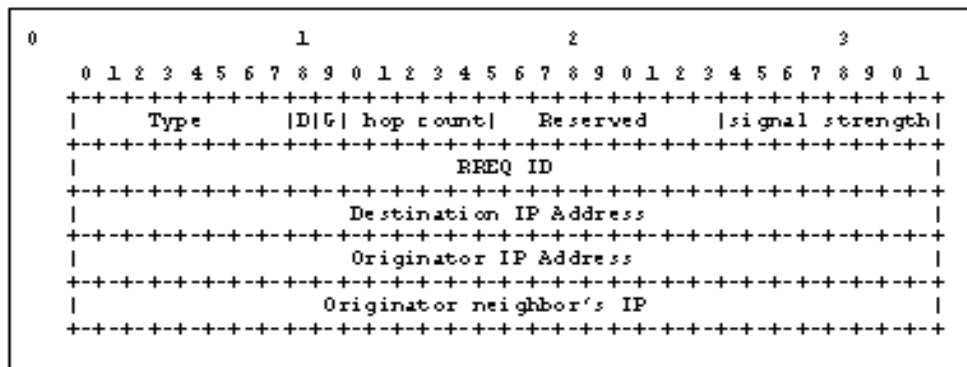 0 1 2 3
0 1 2 3 4 5 6 7 8 9 0 1 2 3 4 5 6 7 8 9 0 1 2 3 4 5 6 7 8 9 0 1
+-+-+-+-+-+-+-+-+-+-+-+-+-+-+-+-+-+-+-+-+-+-+-+-+-+-+-+-+-+-+-+-+
| Type |D|G| hop count| Reserved |signal strength|
+-+-+-+-+-+-+-+-+-+-+-+-+-+-+-+-+-+-+-+-+-+-+-+-+-+-+-+-+-+-+-+-+
| RREQ ID |
+-+-+-+-+-+-+-+-+-+-+-+-+-+-+-+-+-+-+-+-+-+-+-+-+-+-+-+-+-+-+-+-+
| Destination IP Address |
+-+-+-+-+-+-+-+-+-+-+-+-+-+-+-+-+-+-+-+-+-+-+-+-+-+-+-+-+-+-+-+-+
| Originator IP Address |
+-+-+-+-+-+-+-+-+-+-+-+-+-+-+-+-+-+-+-+-+-+-+-+-+-+-+-+-+-+-+-+-+
| Originator neighbor's IP |
+-+-+-+-+-+-+-+-+-+-+-+-+-+-+-+-+-+-+-+-+-+-+-+-+-+-+-+-+-+-+-+-+